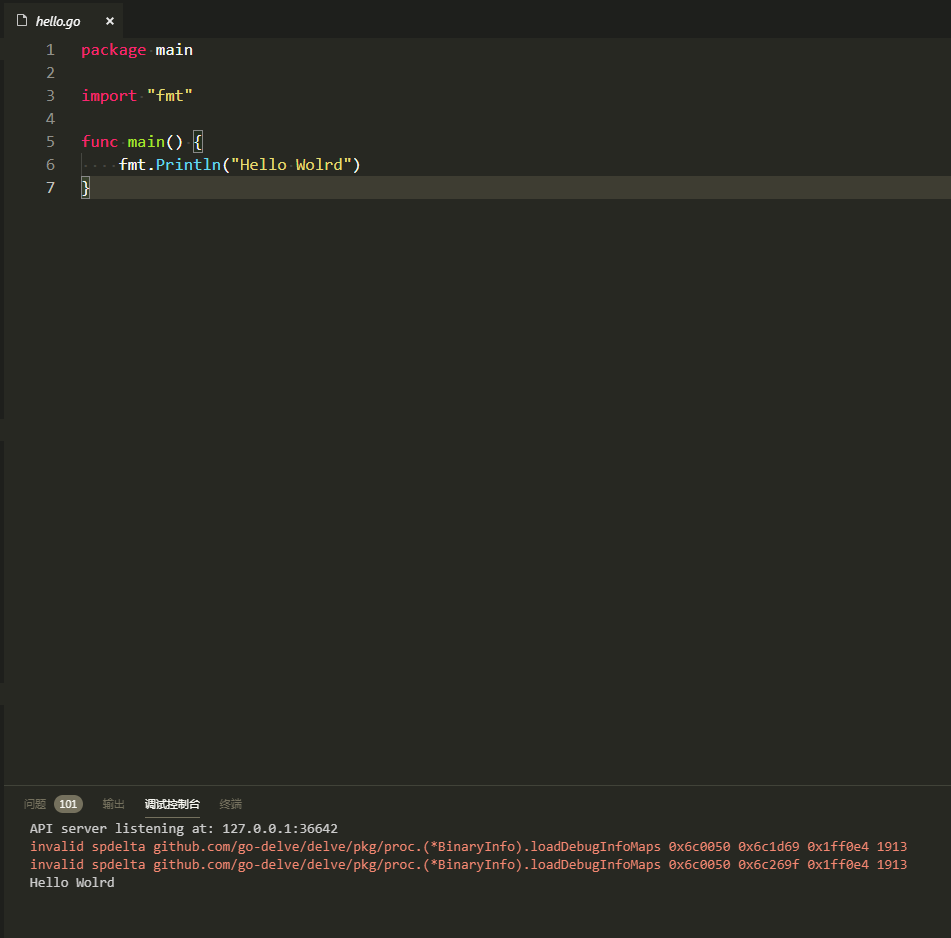 hello.go ×
1 package main
2
3 import "fmt"
4
5 func main() {
6     fmt.Println("Hello Wolrd")
7 }
问题 101 输出 调试控制台 终端
API server listening at: 127.0.0.1:36642
invalid spdelta github.com/go-delve/delve/pkg/proc.(*BinaryInfo).loadDebugInfoMaps 0x6c0050 0x6c1d69 0x1ff0e4 1913
invalid spdelta github.com/go-delve/delve/pkg/proc.(*BinaryInfo).loadDebugInfoMaps 0x6c0050 0x6c269f 0x1ff0e4 1913
Hello Wolrd